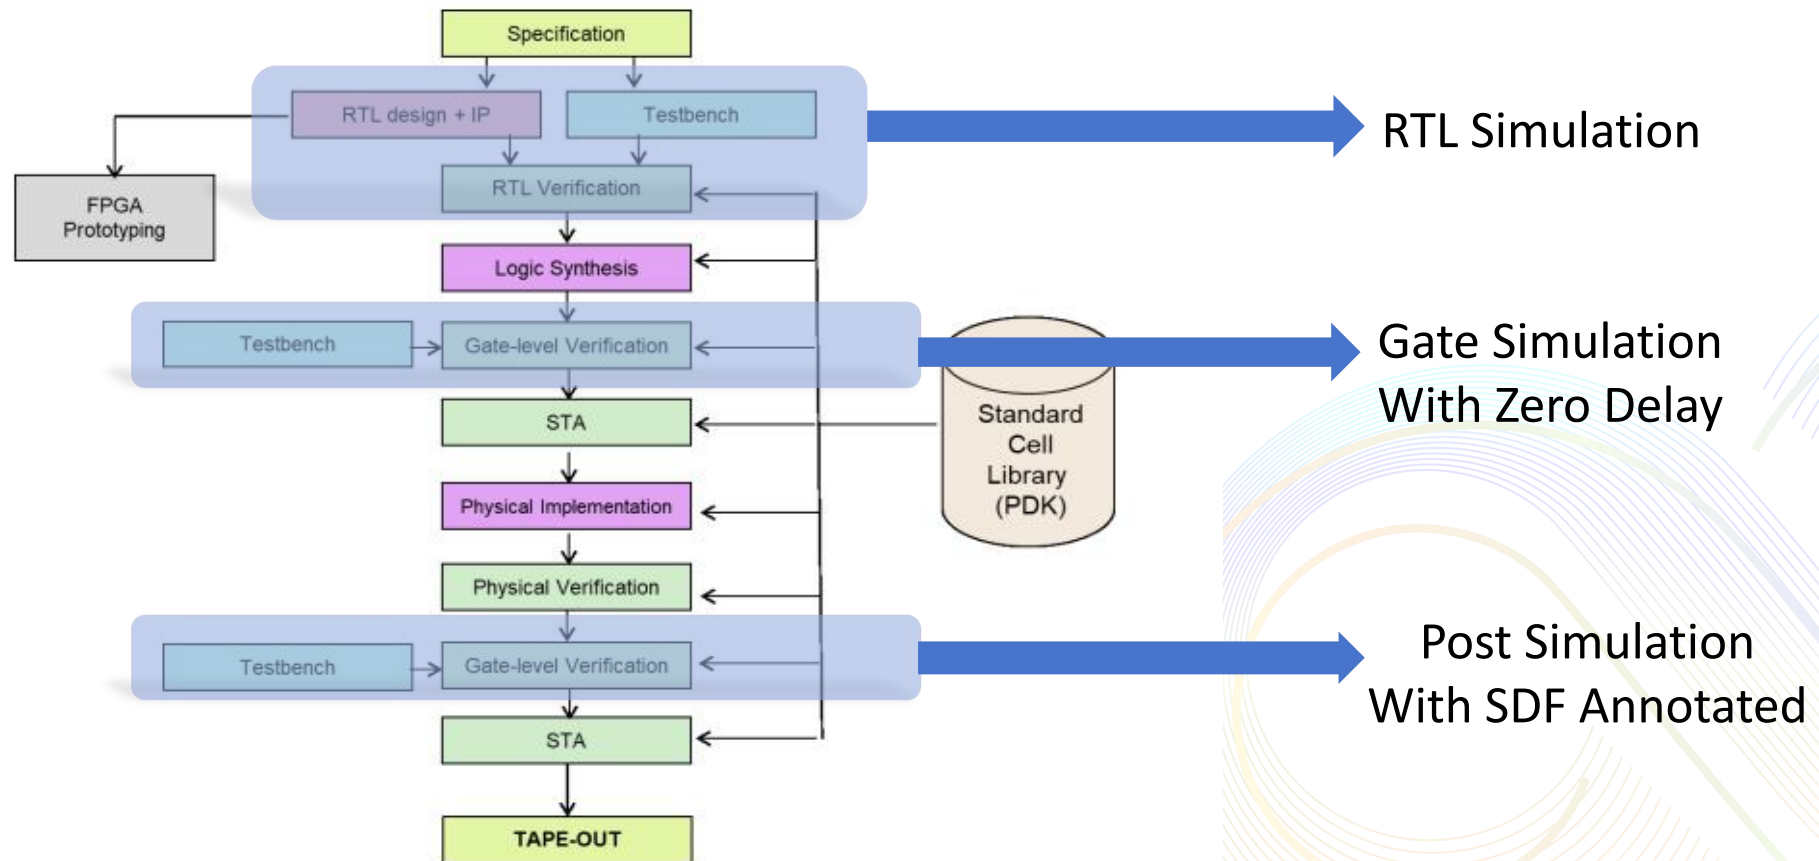 Specification
RTL design + IP
Testbench
RTL Simulation
RTL Verification
FPGA
Prototyping
Logic Synthesis
Testbench
Gate-level Verification
Gate Simulation
With Zero Delay
STA
Standard
Cell
Library
(PDK)
Physical Implementation
Physical Verification
Testbench
Gate-level Verification
Post Simulation
With SDF Annotated
STA
TAPE-OUT